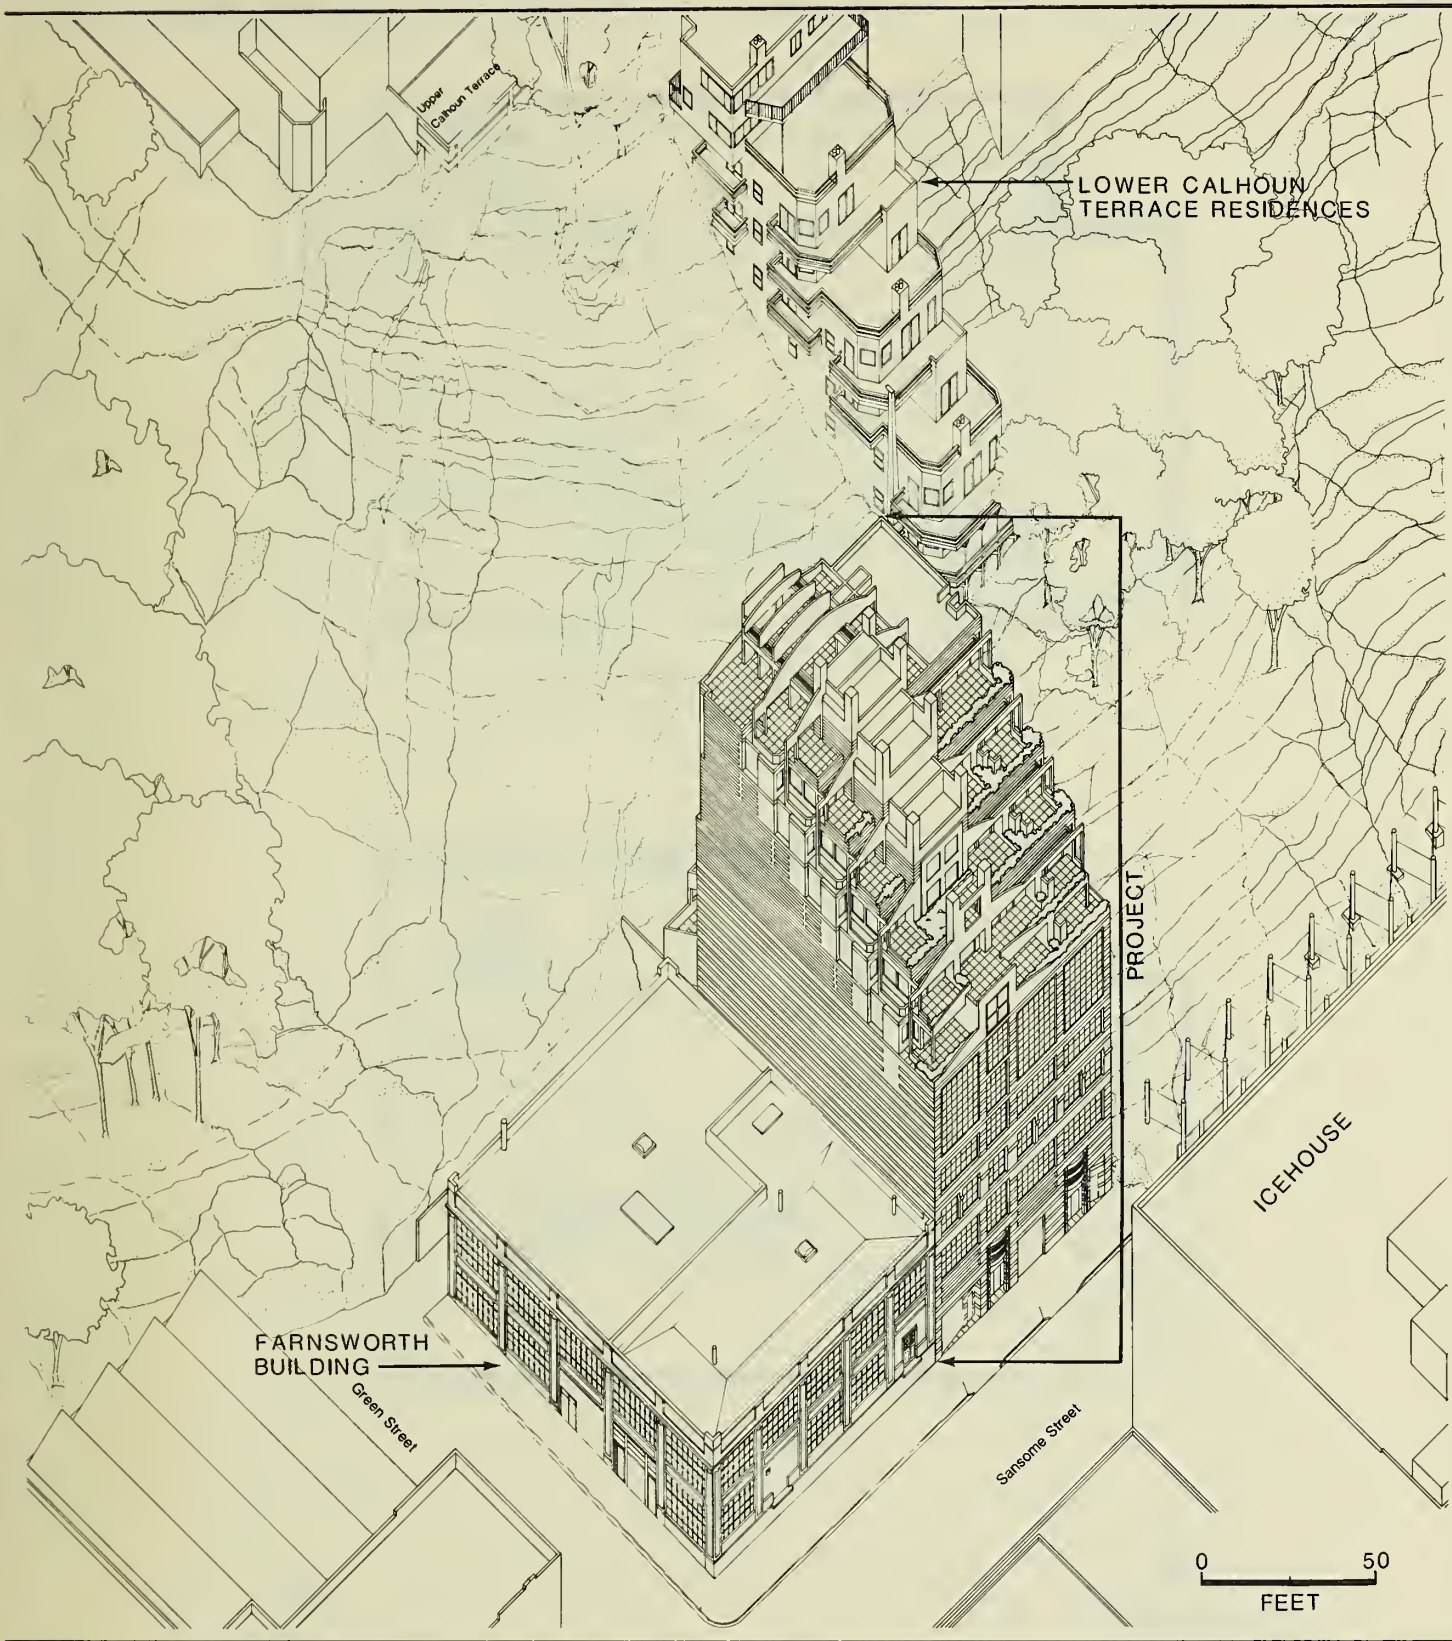 Upper
Calhoun Terrace
LOWER CALHOUN
TERRACE RESIDENCES
PROJECT
ICEHOUSE
FARNSWORTH
BUILDING
Green Street
Sansome Street
0 50
FEET